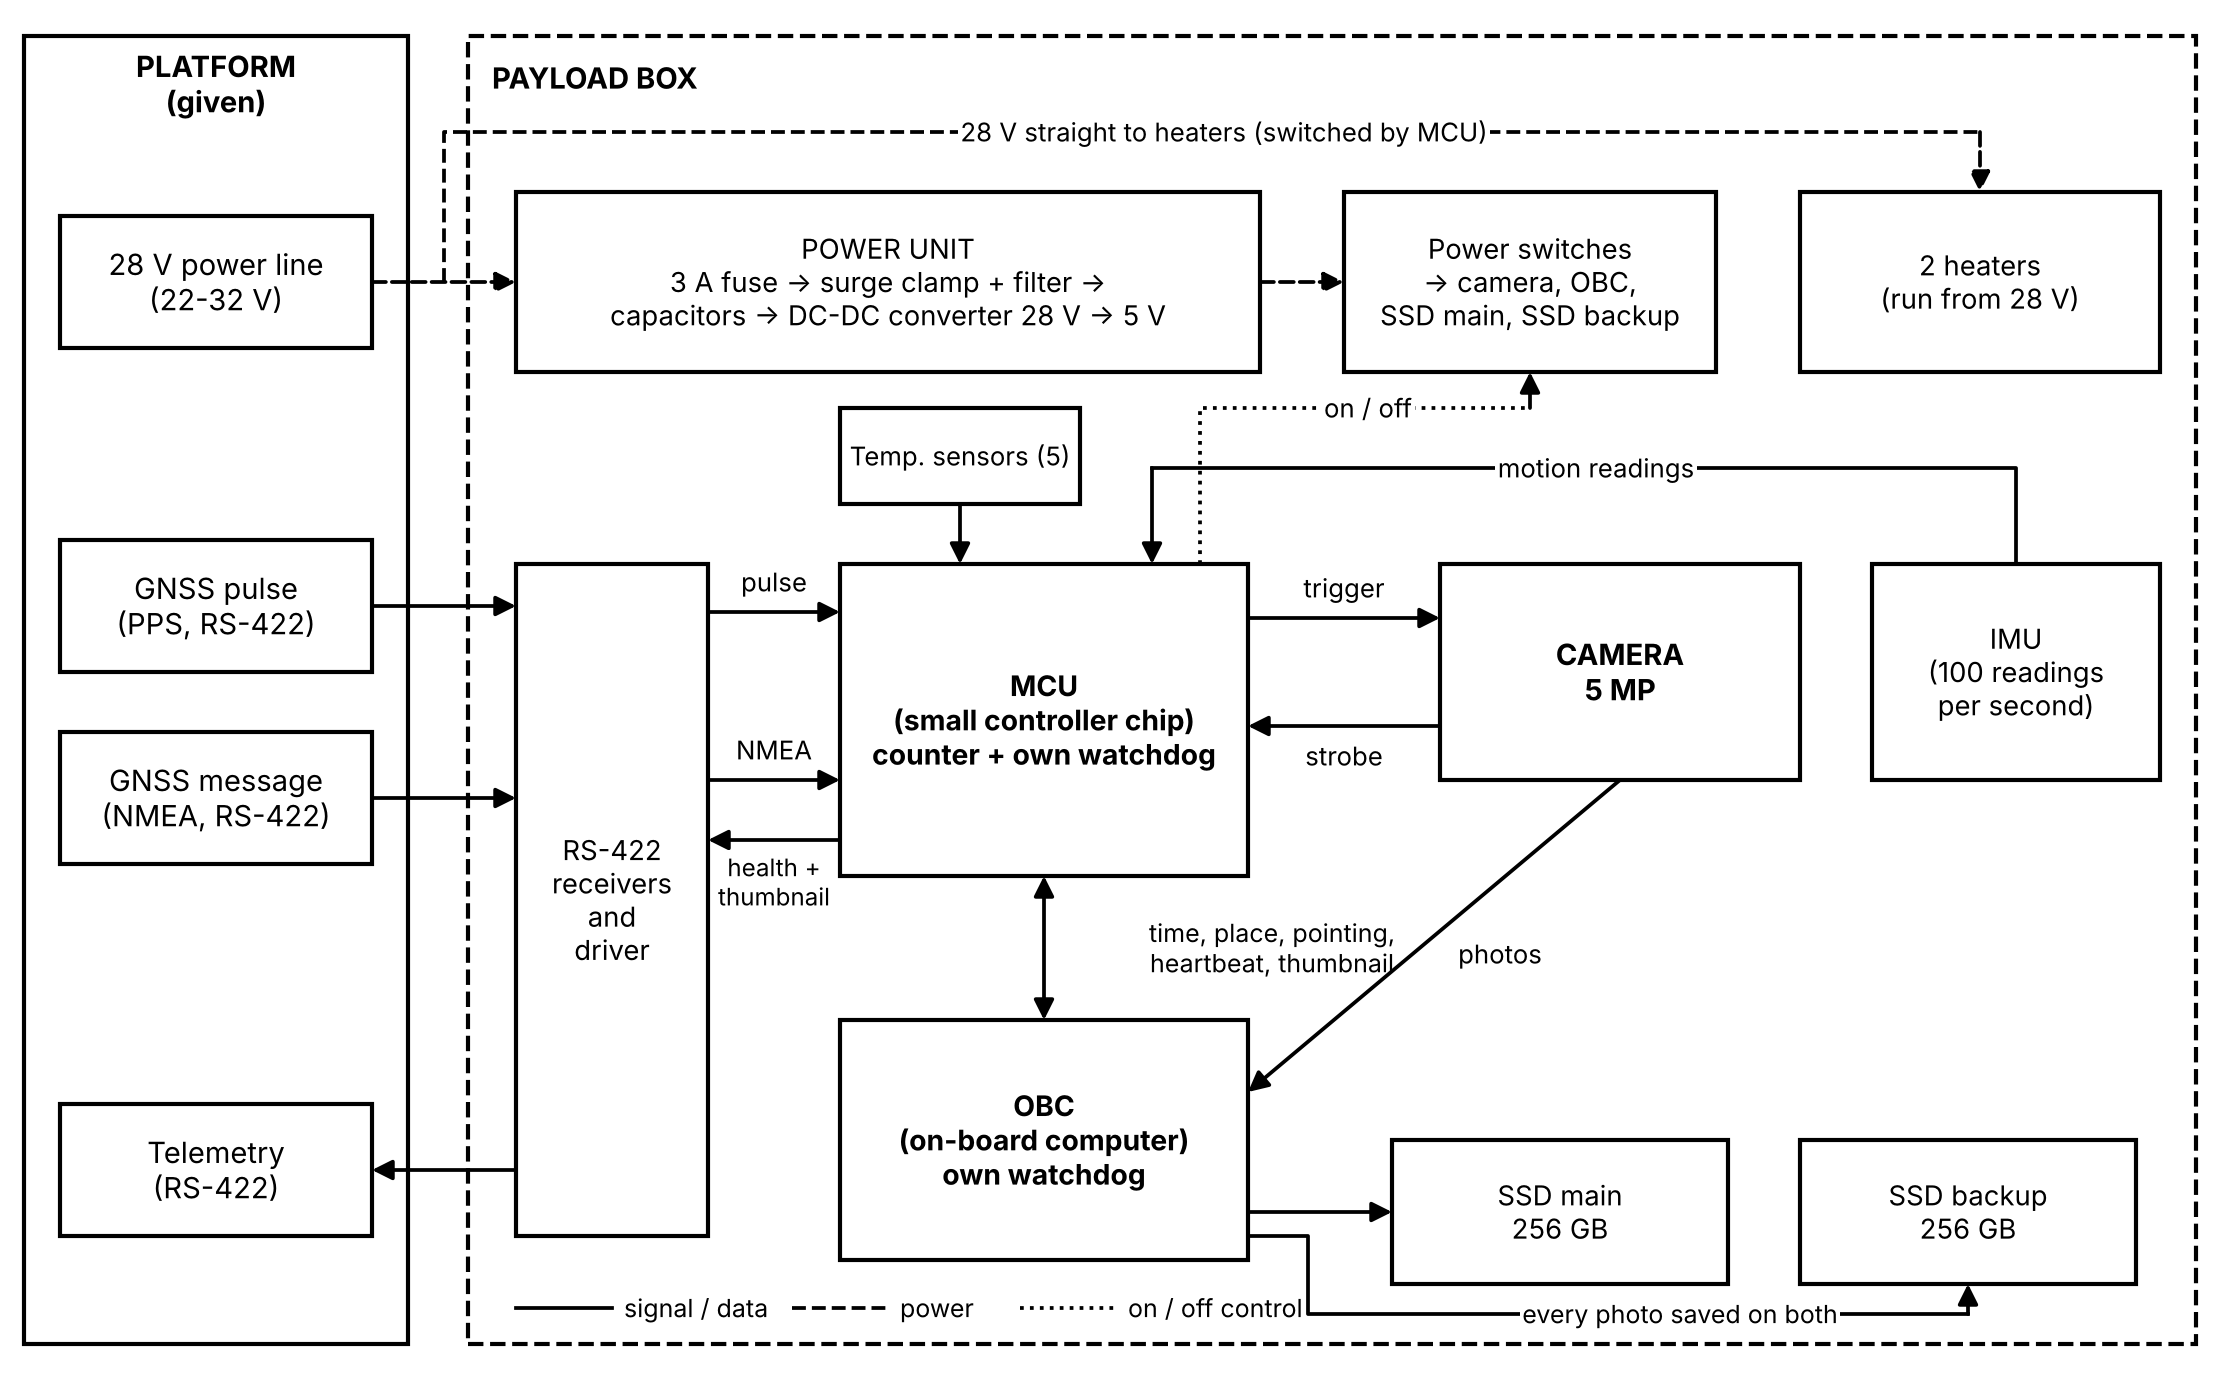 PLATFORM
(given)
28 V power line
(22-32 V)
GNSS pulse
(PPS, RS-422)
GNSS message
(NMEA, RS-422)
Telemetry
(RS-422)
PAYLOAD BOX
28 V straight to heaters (switched by MCU)
POWER UNIT
3 A fuse → surge clamp + filter →
capacitors → DC-DC converter 28 V → 5 V
Power switches
→ camera, OBC,
SSD main, SSD backup
2 heaters
(run from 28 V)
on / off
Temp. sensors (5)
motion readings
RS-422
receivers
and
driver
pulse
NMEA
health +
thumbnail
MCU
(small controller chip)
counter + own watchdog
trigger
strobe
CAMERA
5 MP
IMU
(100 readings
per second)
time, place, pointing,
heartbeat, thumbnail
photos
OBC
(on-board computer)
own watchdog
SSD main
256 GB
SSD backup
256 GB
every photo saved on both
signal / data
power
on / off control